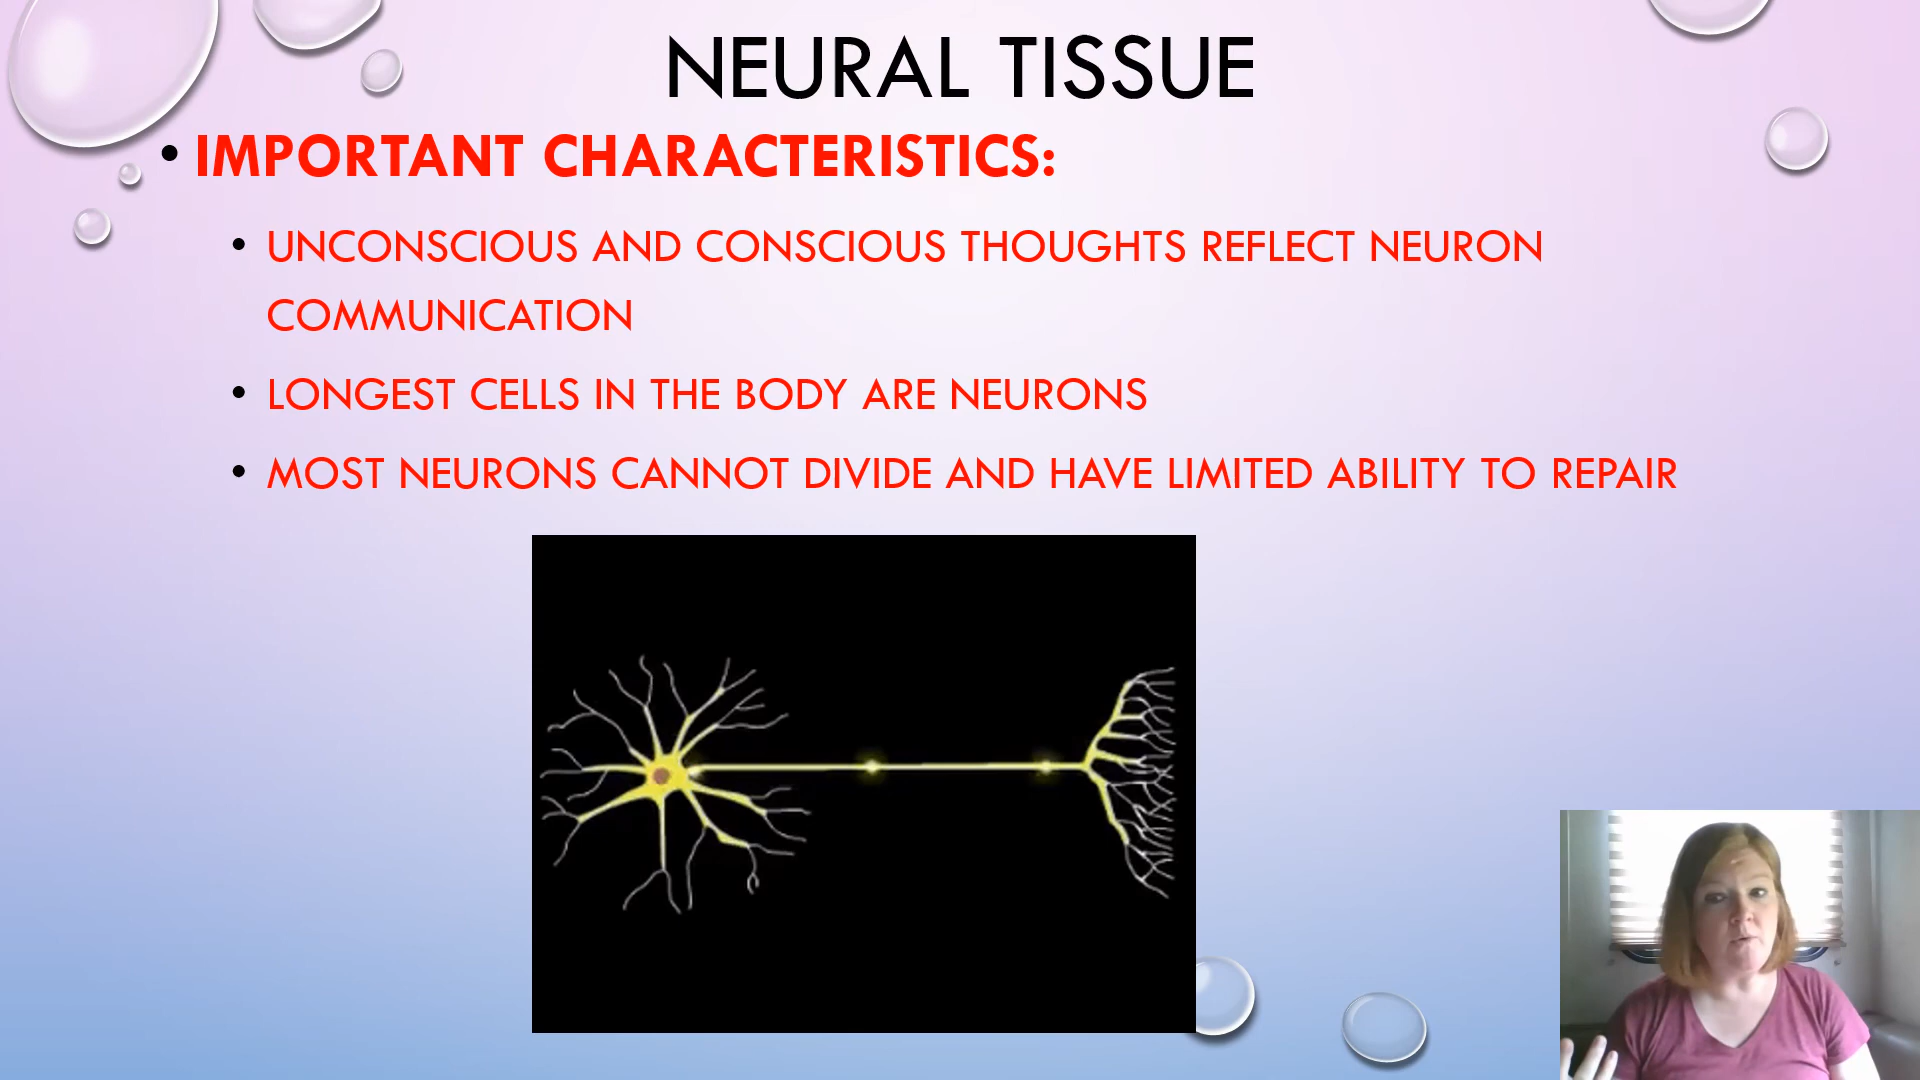 NEURAL TISSUE
• IMPORTANT CHARACTERISTICS:
• UNCONSCIOUS AND CONSCIOUS THOUGHTS REFLECT NEURON
COMMUNICATION
• LONGEST CELLS IN THE BODY ARE NEURONS
• MOST NEURONS CANNOT DIVIDE AND HAVE LIMITED ABILITY TO REPAIR